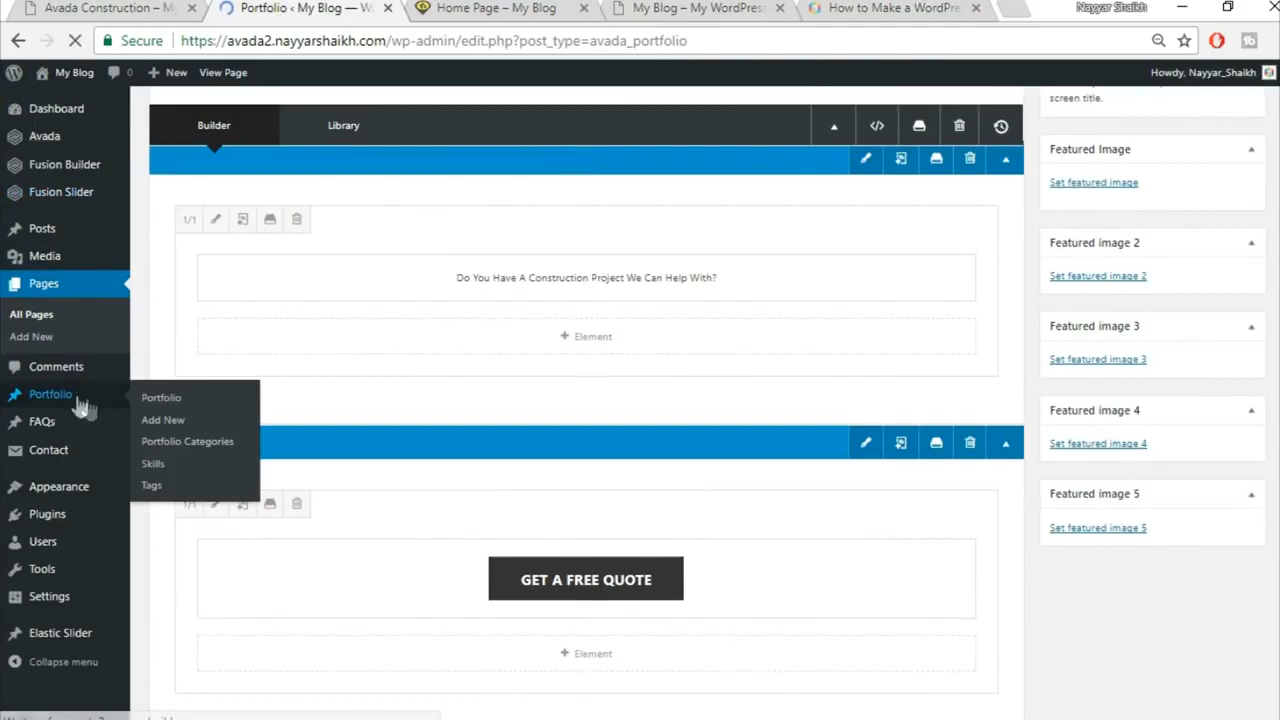 Avada Construction – M
Portfolio ‹ My Blog — W
Home Page – My Blog
My Blog – My WordPress
How to Make a WordPre
Nayyar Shaikh
Secure
https://avada2.nayyarshaikh.com/wp-admin/edit.php?post_type=avada_portfolio
My Blog
0
New
View Page
Howdy, Nayyar_Shaikh
Dashboard
Avada
Fusion Builder
Fusion Slider
Posts
Media
Pages
All Pages
Add New
Comments
Portfolio
FAQs
Contact
Appearance
Plugins
Users
Tools
Settings
Elastic Slider
Collapse menu
Portfolio
Add New
Portfolio Categories
Skills
Tags
Builder
Library
1/1
Do You Have A Construction Project We Can Help With?
+ Element
1/1
GET A FREE QUOTE
+ Element
screen title.
Featured Image
Set featured image
Featured image 2
Set featured image 2
Featured image 3
Set featured image 3
Featured image 4
Set featured image 4
Featured image 5
Set featured image 5